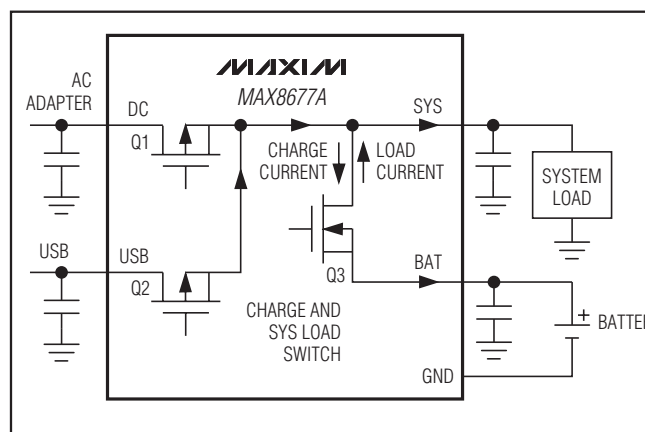 MAXIM
MAX8677A
AC
ADAPTER
DC
Q1
SYS
CHARGE
CURRENT
LOAD
CURRENT
SYSTEM
LOAD
USB
USB
Q2
Q3
BAT
CHARGE AND
SYS LOAD
SWITCH
+
BATTE
GND